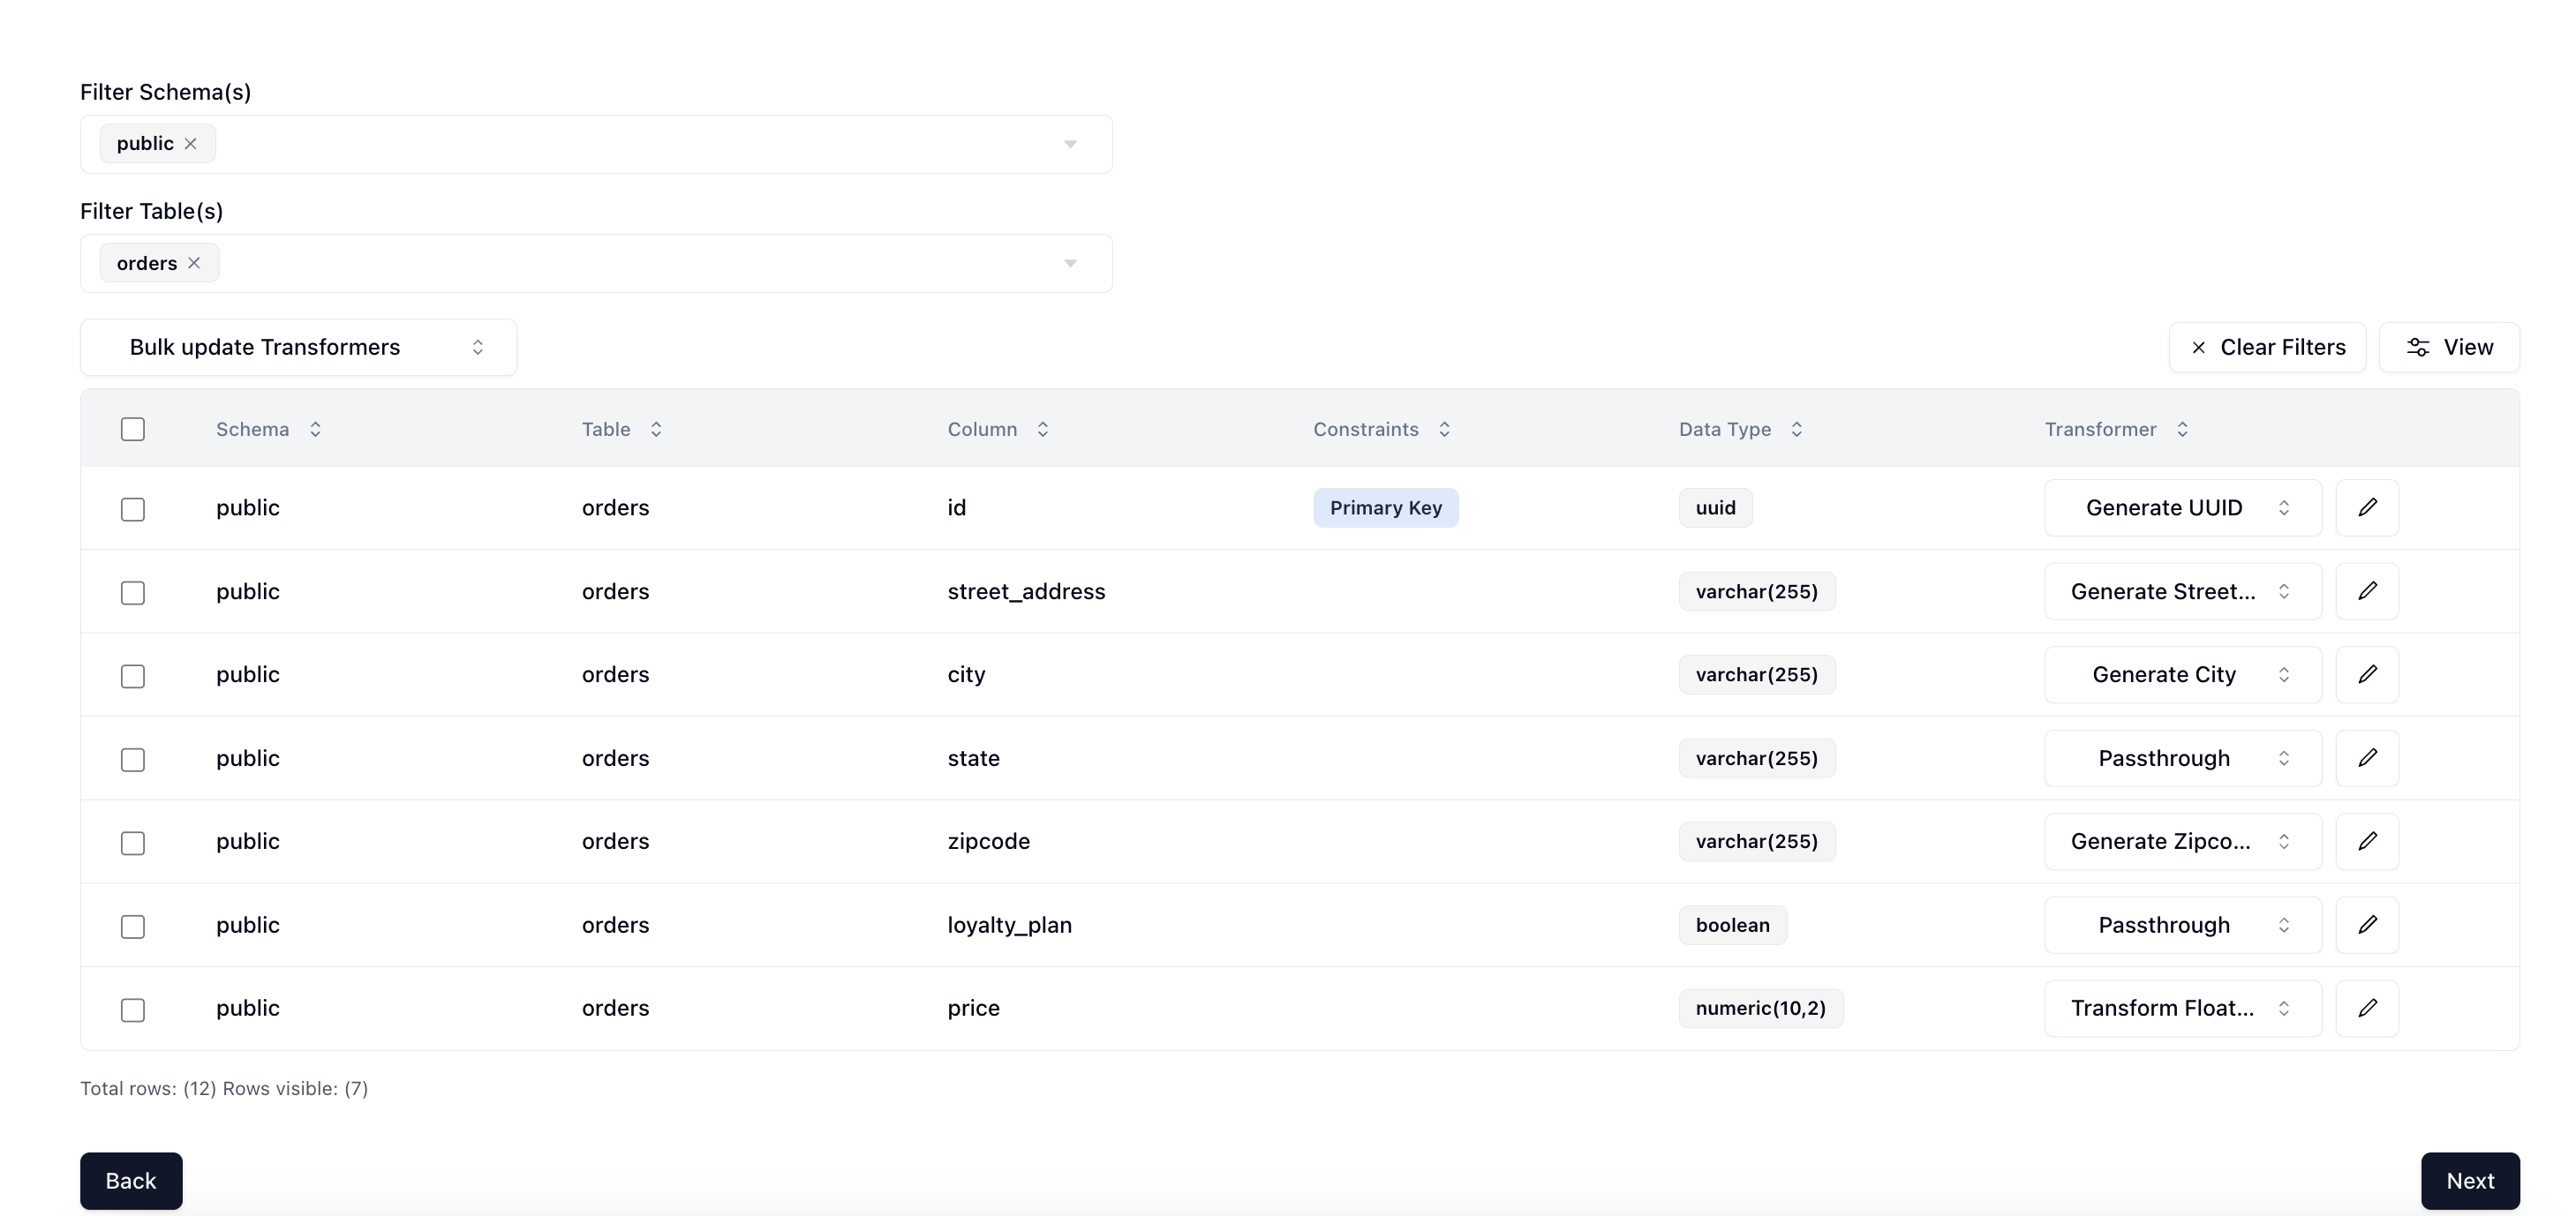 Filter Schema(s)
public
Filter Table(s)
orders
Bulk update Transformers Clear Filters View
Schema Table Column Constraints Data Type Transformer
public orders id Primary Key uuid Generate UUID
public orders street_address varchar(255) Generate Street...
public orders city varchar(255) Generate City
public orders state varchar(255) Passthrough
public orders zipcode varchar(255) Generate Zipco...
public orders loyalty_plan boolean Passthrough
public orders price numeric(10,2) Transform Float...
Total rows: (12) Rows visible: (7)
Back Next